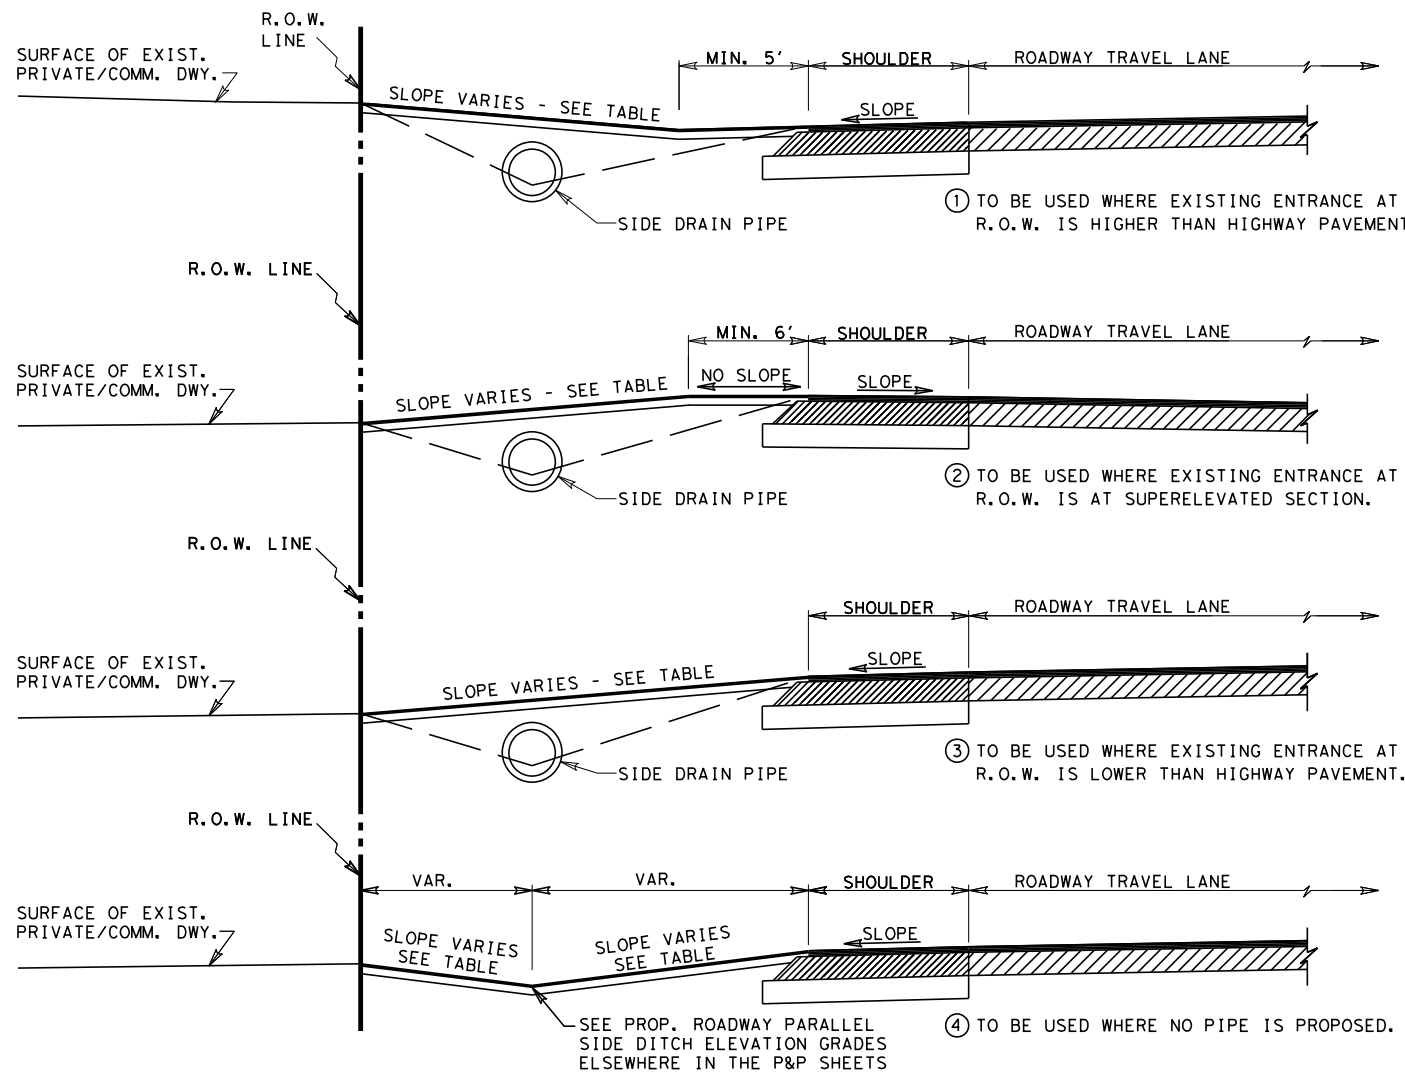 R.O.W.
LINE
SURFACE OF EXIST.
PRIVATE/COMM. DWY.
SLOPE VARIES - SEE TABLE
MIN. 5'
SHOULDER
ROADWAY TRAVEL LANE
SLOPE
SIDE DRAIN PIPE
1 TO BE USED WHERE EXISTING ENTRANCE AT
R.O.W. IS HIGHER THAN HIGHWAY PAVEMENT
R.O.W. LINE
SURFACE OF EXIST.
PRIVATE/COMM. DWY.
SLOPE VARIES - SEE TABLE
MIN. 6'
SHOULDER
ROADWAY TRAVEL LANE
NO SLOPE
SLOPE
SIDE DRAIN PIPE
2 TO BE USED WHERE EXISTING ENTRANCE AT
R.O.W. IS AT SUPERELEVATED SECTION.
R.O.W. LINE
SURFACE OF EXIST.
PRIVATE/COMM. DWY.
SLOPE VARIES - SEE TABLE
SHOULDER
ROADWAY TRAVEL LANE
SLOPE
SIDE DRAIN PIPE
3 TO BE USED WHERE EXISTING ENTRANCE AT
R.O.W. IS LOWER THAN HIGHWAY PAVEMENT.
R.O.W. LINE
SURFACE OF EXIST.
PRIVATE/COMM. DWY.
VAR.
VAR.
SHOULDER
ROADWAY TRAVEL LANE
SLOPE VARIES
SEE TABLE
SLOPE VARIES
SEE TABLE
SLOPE
SEE PROP. ROADWAY PARALLEL
SIDE DITCH ELEVATION GRADES
ELSEWHERE IN THE P&P SHEETS
4 TO BE USED WHERE NO PIPE IS PROPOSED.